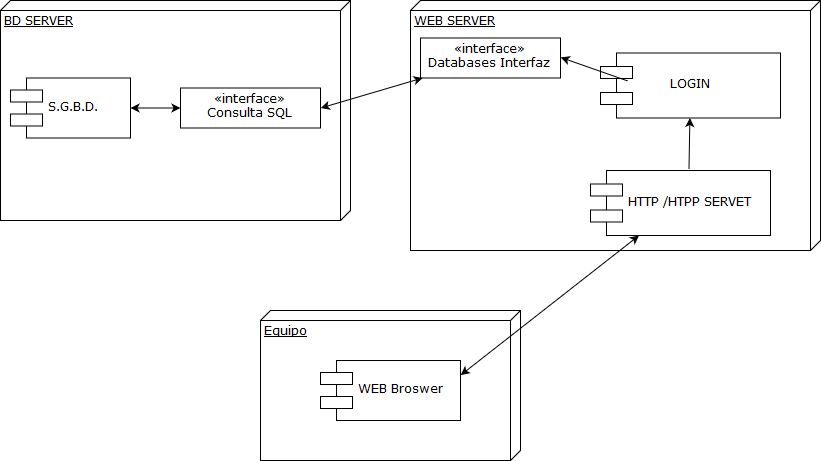 BD SERVER
S.G.B.D.
«interface»
Consulta SQL
WEB SERVER
«interface»
Databases Interfaz
LOGIN
HTTP /HTPP SERVET
Equipo
WEB Broswer